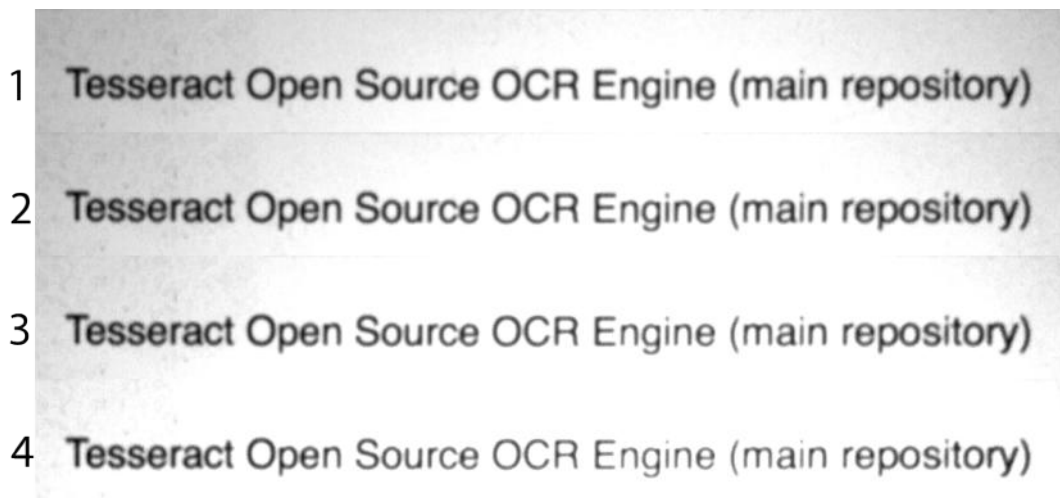 1 Tesseract Open Source OCR Engine (main repository)
2 Tesseract Open Source OCR Engine (main repository)
3 Tesseract Open Source OCR Engine (main repository)
4 Tesseract Open Source OCR Engine (main repository)